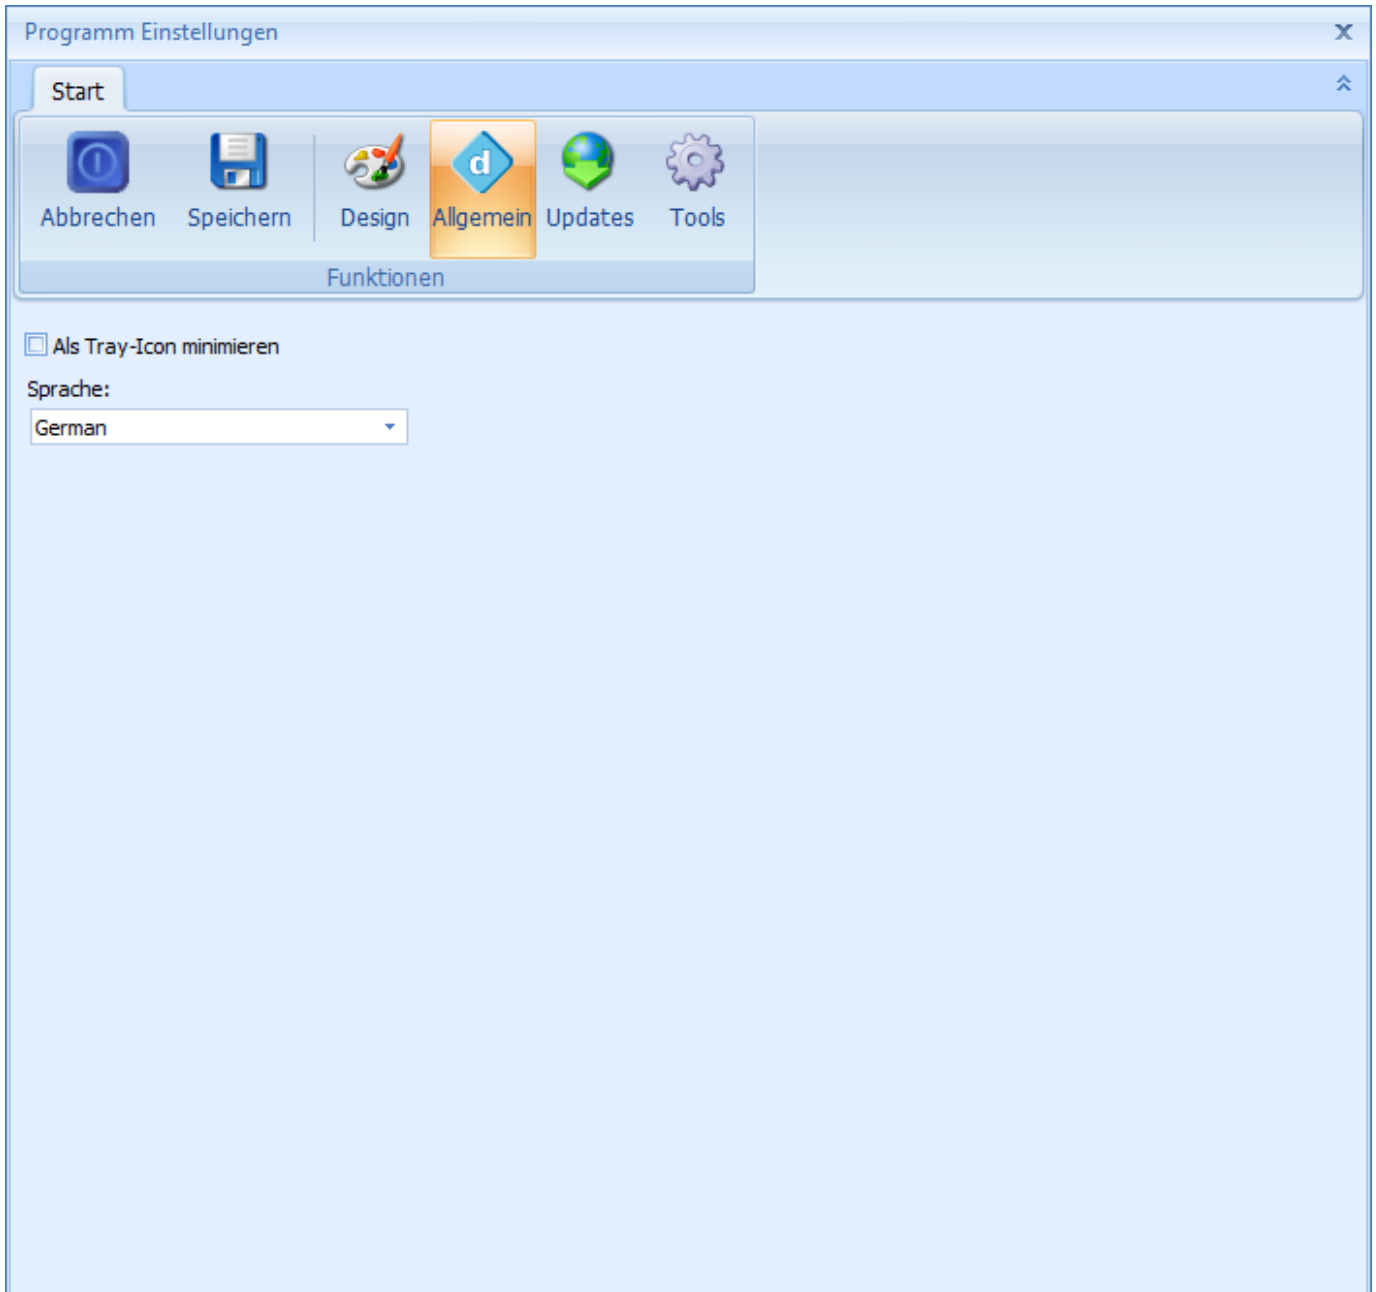 Programm Einstellungen
Start
Abbrechen Speichern Design Allgemein Updates Tools
Funktionen
Als Tray-Icon minimieren
Sprache:
German